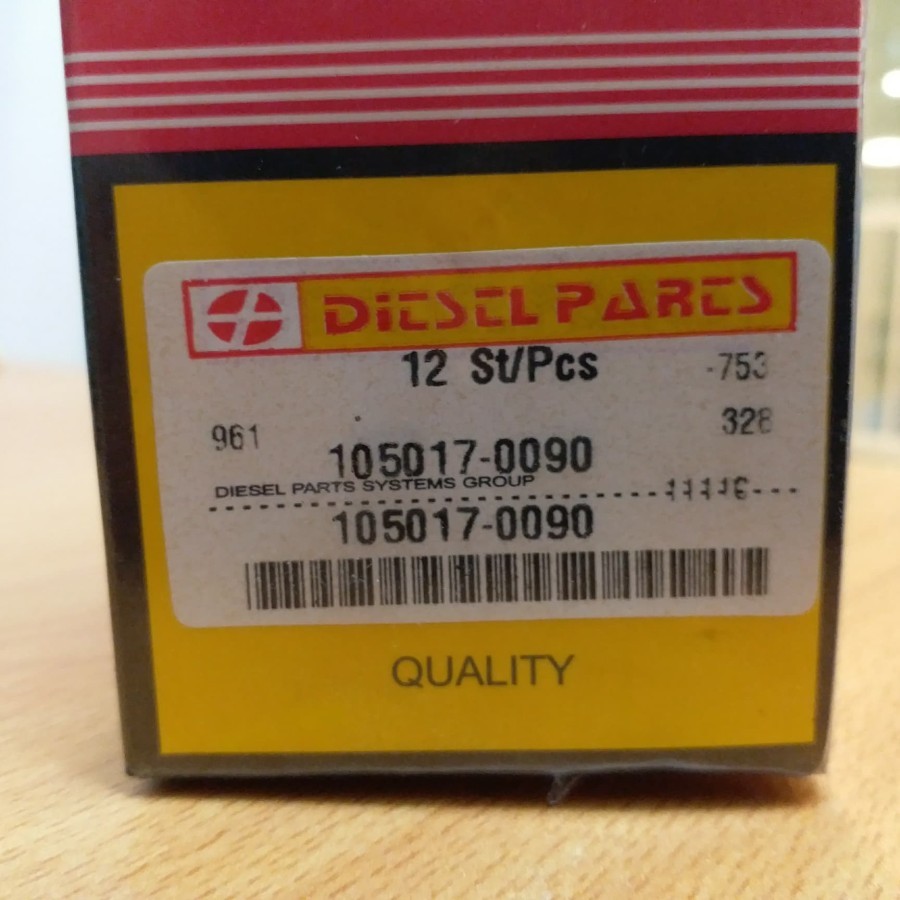 DiESEL PARTS
12 St/Pcs -753
961 328
105017-0090
DIESEL PARTS SYSTEMS GROUP
105017-0090
QUALITY